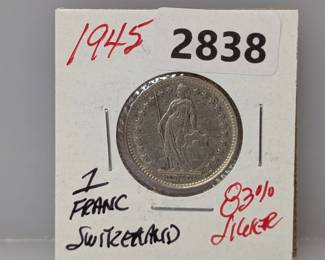 1945
2838
1
FRANC
SWITZERLAND
83%
SILVER